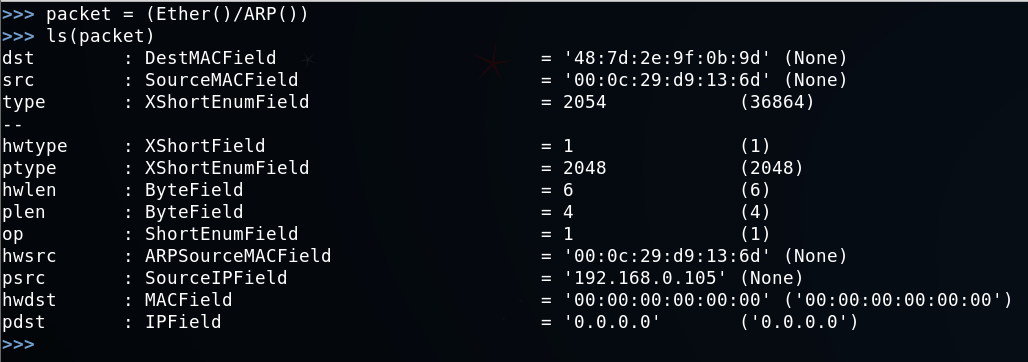 >>> packet = (Ether()/ARP())
>>> ls(packet)
dst        : DestMACField                        = '48:7d:2e:9f:0b:9d' (None)
src        : SourceMACField                      = '00:0c:29:d9:13:6d' (None)
type       : XShortEnumField                     = 2054            (36864)
--
hwtype     : XShortField                         = 1               (1)
ptype      : XShortEnumField                     = 2048            (2048)
hwlen      : ByteField                           = 6               (6)
plen       : ByteField                           = 4               (4)
op         : ShortEnumField                      = 1               (1)
hwsrc      : ARPSourceMACField                   = '00:0c:29:d9:13:6d' (None)
psrc       : SourceIPField                       = '192.168.0.105' (None)
hwdst      : MACField                            = '00:00:00:00:00:00' ('00:00:00:00:00:00')
pdst       : IPField                             = '0.0.0.0'       ('0.0.0.0')
>>>